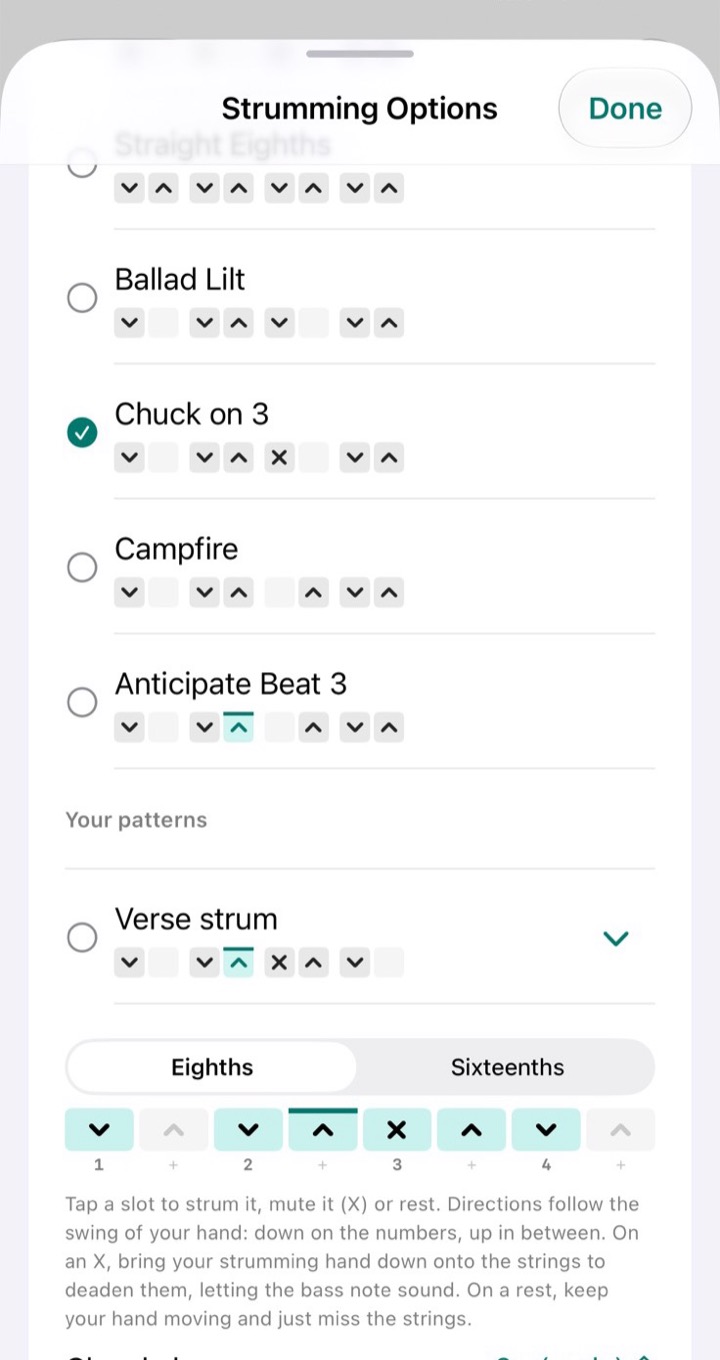 Strumming Options
Done
Straight Eighths
Ballad Lilt
Chuck on 3
X
Campfire
Anticipate Beat 3
Your patterns
Verse strum
X
Eighths
Sixteenths
X
1 + 2 + 3 + 4 +
Tap a slot to strum it, mute it (X) or rest. Directions follow the
swing of your hand: down on the numbers, up in between. On
an X, bring your strumming hand down onto the strings to
deaden them, letting the bass note sound. On a rest, keep
your hand moving and just miss the strings.